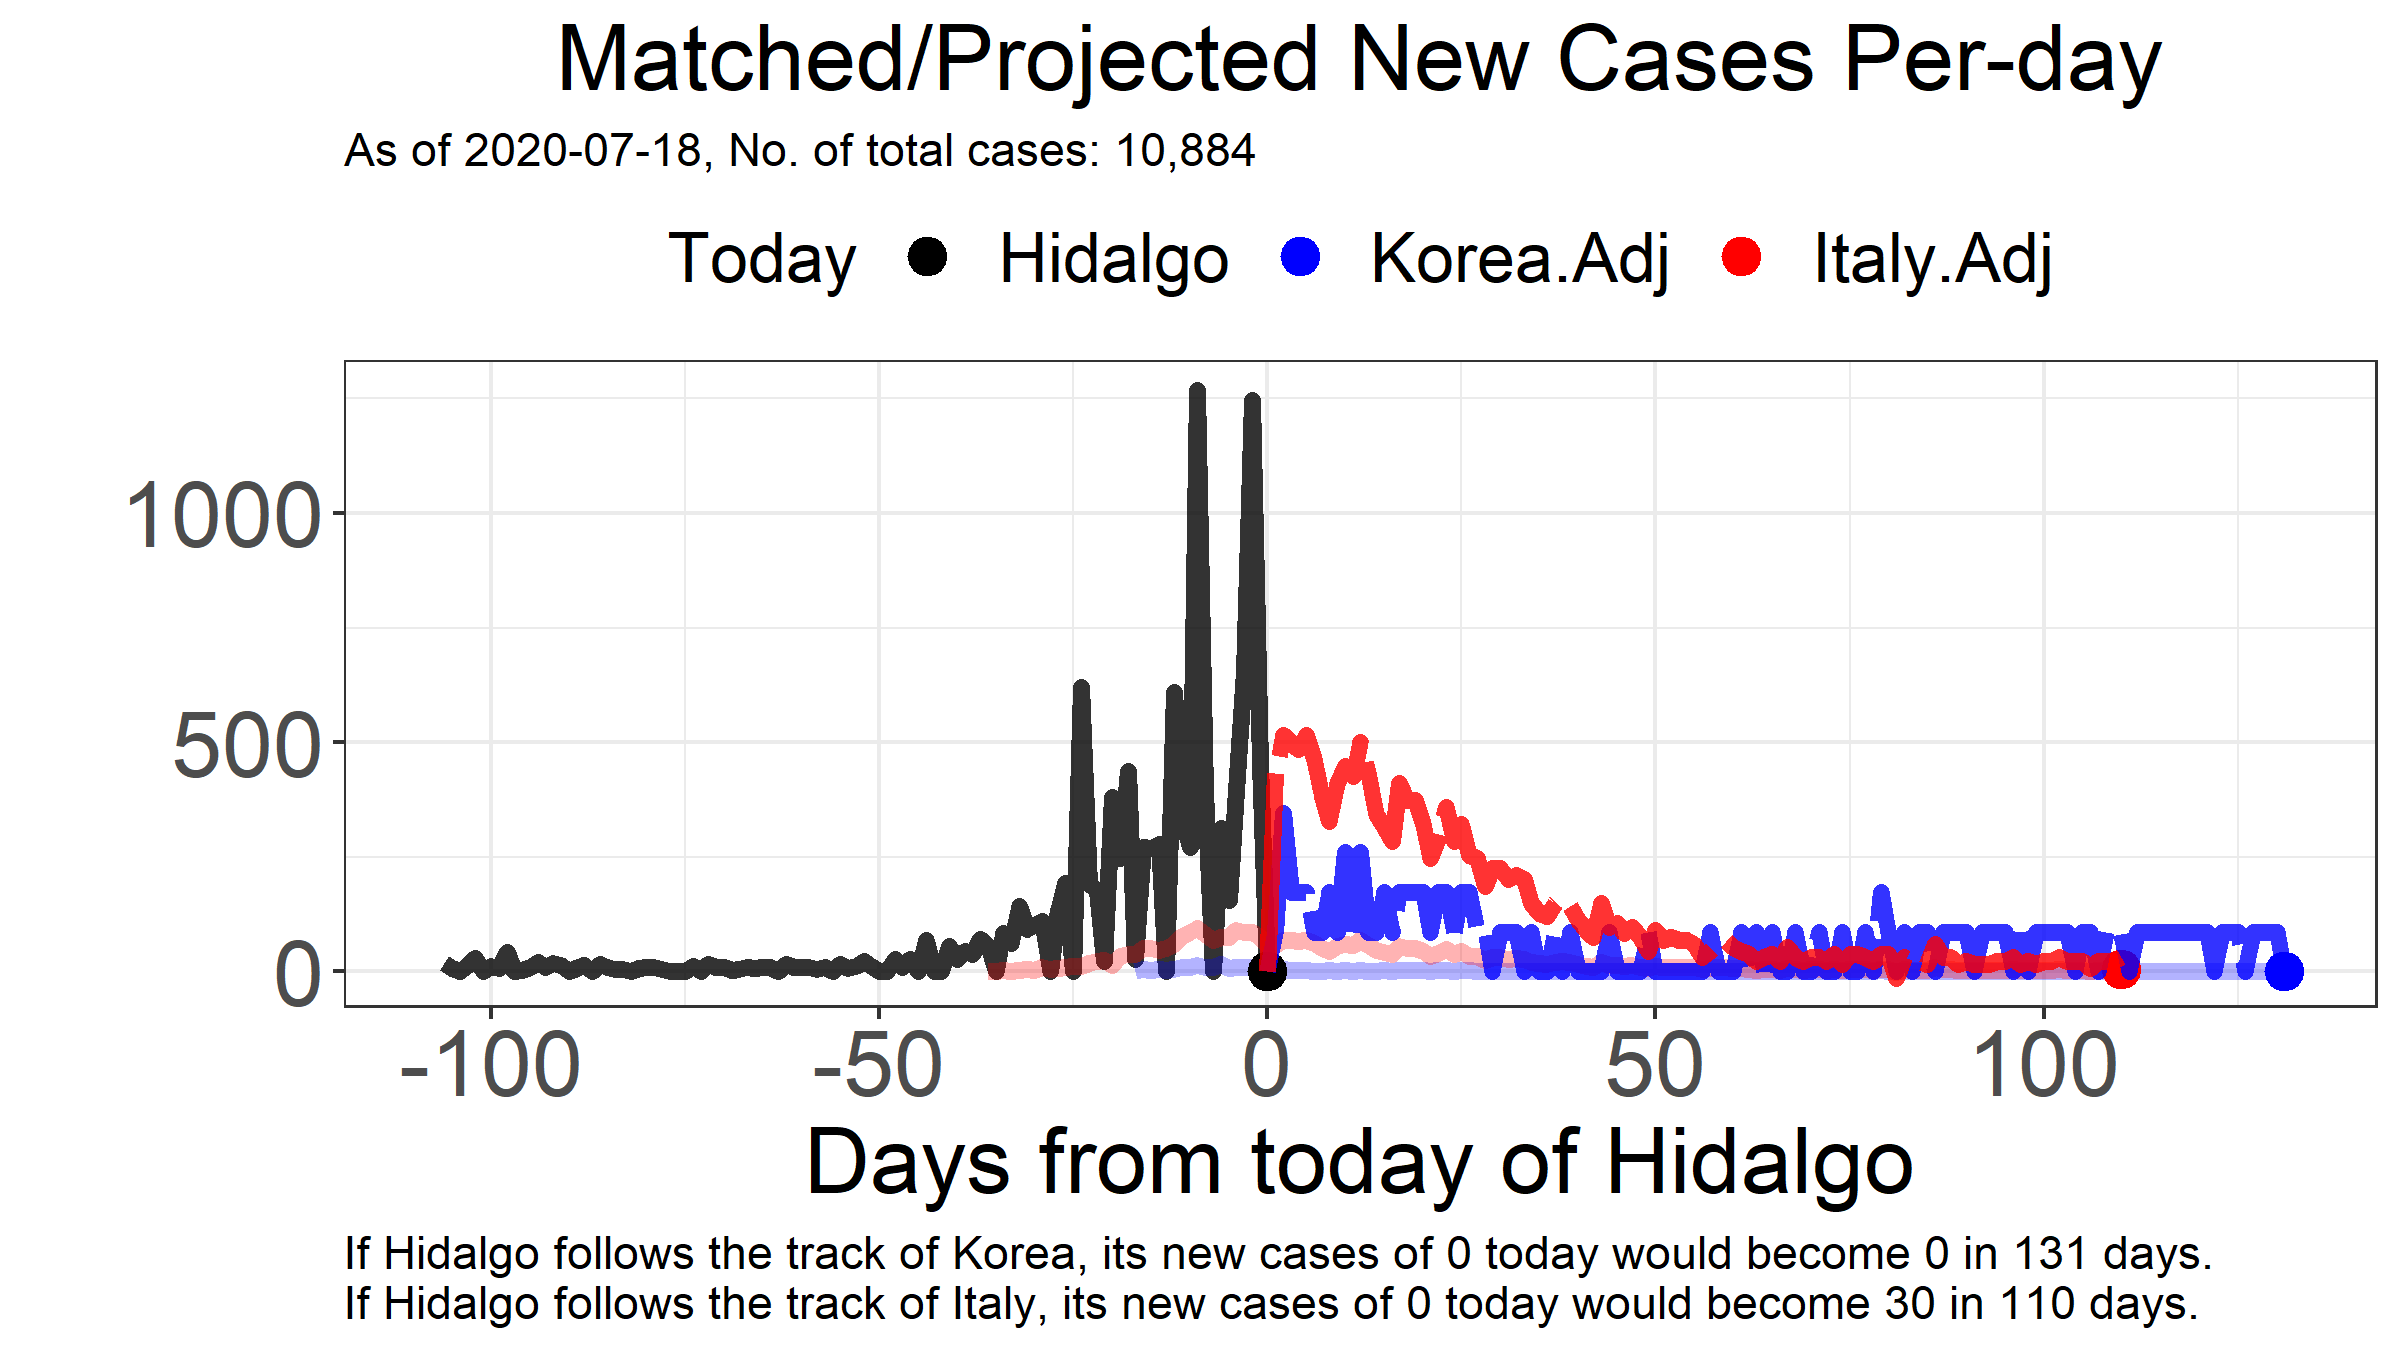 Matched/Projected New Cases Per-day
As of 2020-07-18, No. of total cases: 10,884
Today Hidalgo Korea.Adj Italy.Adj
1000
500
0
-100 -50 0 50 100
Days from today of Hidalgo
If Hidalgo follows the track of Korea, its new cases of 0 today would become 0 in 131 days.
If Hidalgo follows the track of Italy, its new cases of 0 today would become 30 in 110 days.